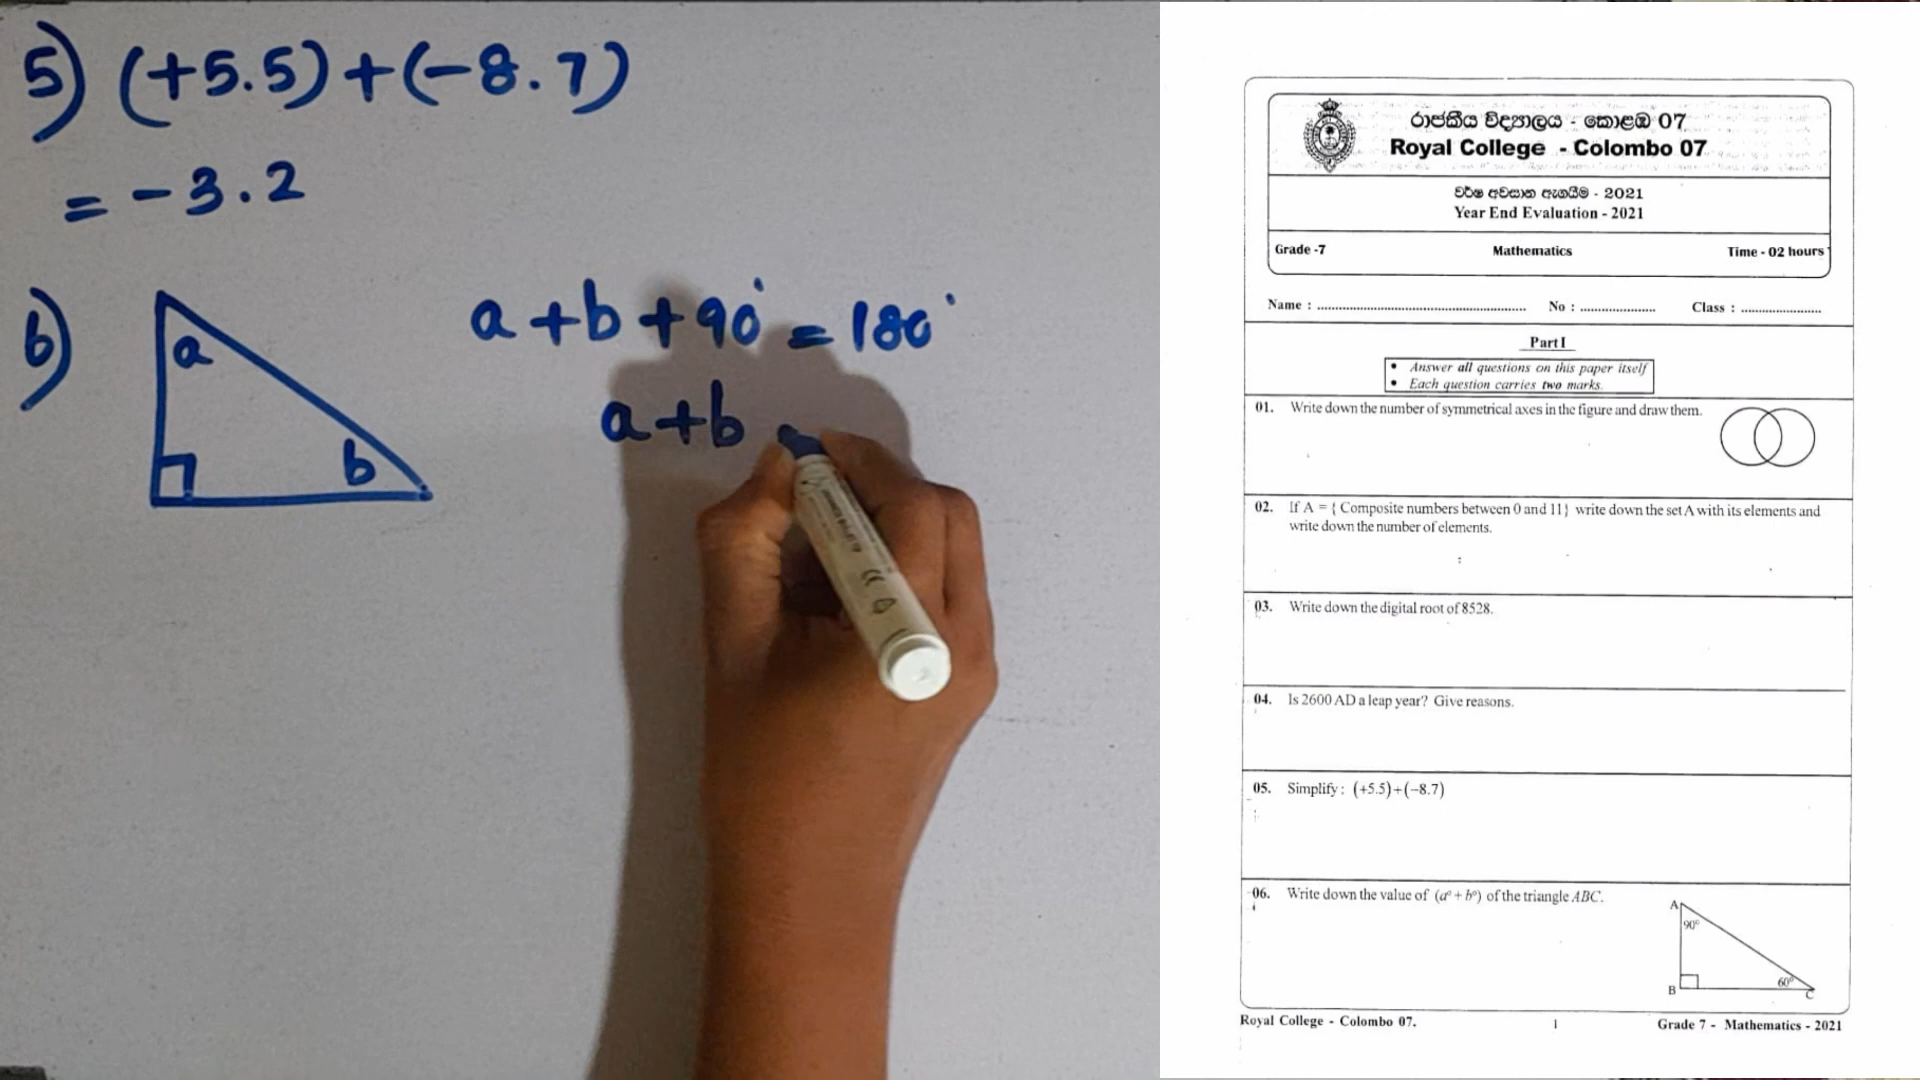 5) (+5.5)+(-8.7)
= -3.2
6)
a
b
a+b+90°=180°
a+b
රාජකීය විද්‍යාලය - කොළඹ 07
Royal College - Colombo 07
වර්ෂ අවසාන ඇගයීම - 2021
Year End Evaluation - 2021
Grade -7 Mathematics Time - 02 hours
Name : No : Class :
Part I
• Answer all questions on this paper itself
• Each question carries two marks.
01. Write down the number of symmetrical axes in the figure and draw them.
02. If A = { Composite numbers between 0 and 11} write down the set A with its elements and
write down the number of elements.
03. Write down the digital root of 8528.
04. Is 2600 AD a leap year? Give reasons.
05. Simplify : (+5.5)+(-8.7)
06. Write down the value of (a° + b°) of the triangle ABC.
A
90°
60°
B
C
Royal College - Colombo 07. 1 Grade 7 - Mathematics - 2021